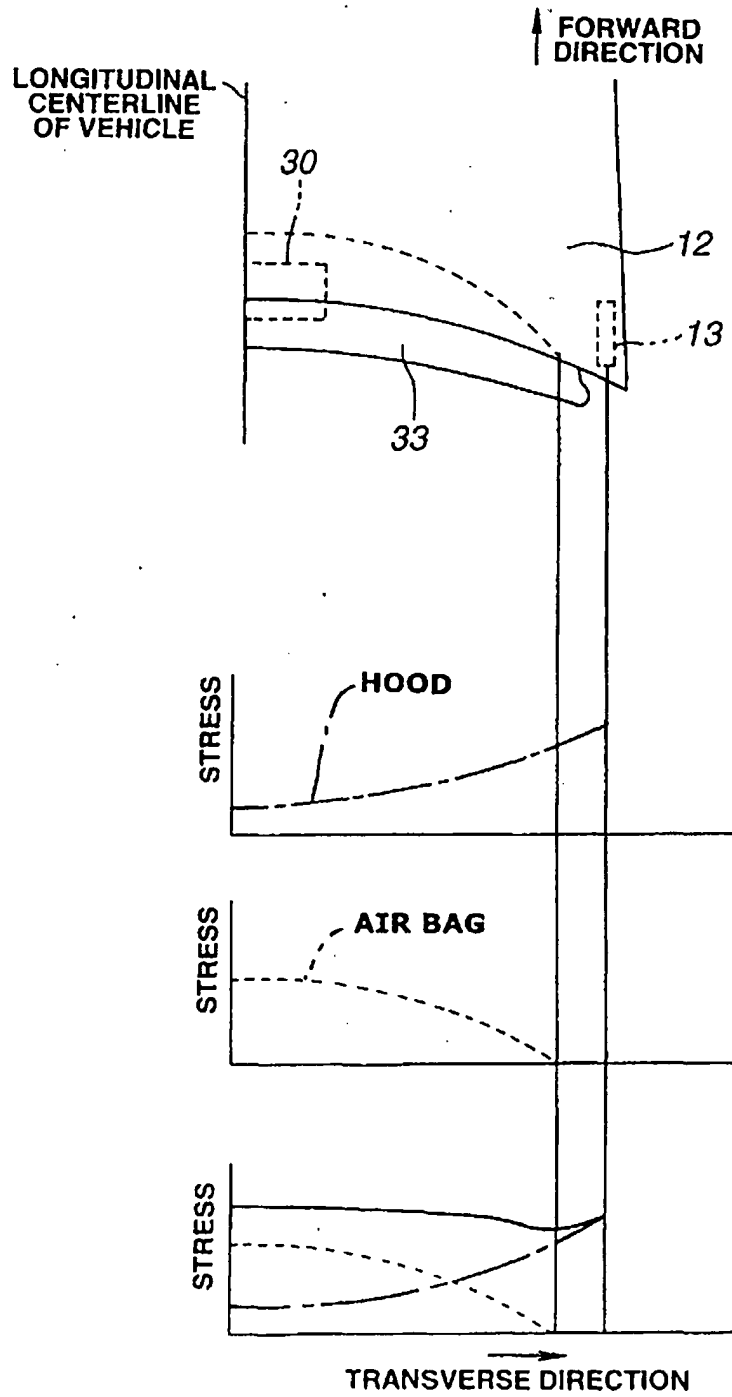 FORWARD
DIRECTION
LONGITUDINAL
CENTERLINE
OF VEHICLE
30
12
13
33
STRESS
HOOD
STRESS
AIR BAG
STRESS
TRANSVERSE DIRECTION